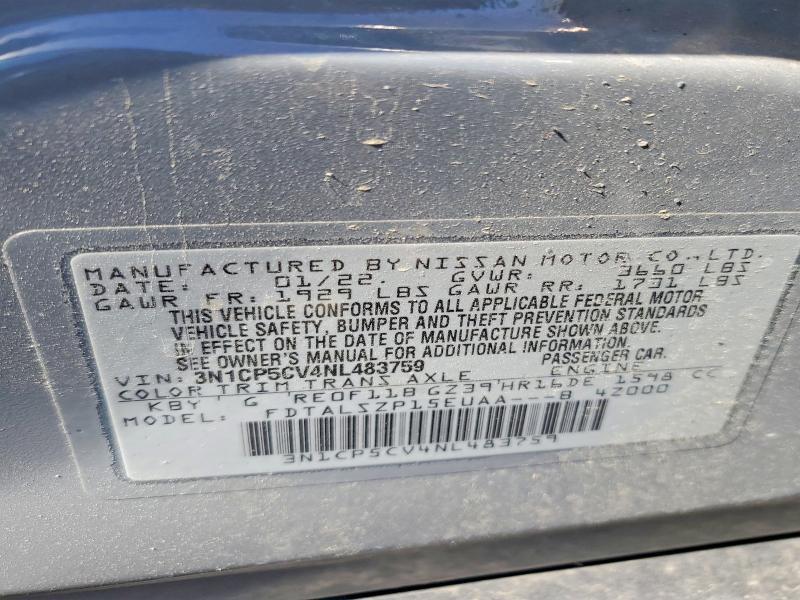 MANUFACTURED BY NISSAN MOTOR CO.,LTD.
DATE: 01/22. GVWR: 3660 LBS
GAWR FR: 1929 LBS GAWR RR: 1731 LBS
THIS VEHICLE CONFORMS TO ALL APPLICABLE FEDERAL MOTOR
VEHICLE SAFETY, BUMPER AND THEFT PREVENTION STANDARDS
IN EFFECT ON THE DATE OF MANUFACTURE SHOWN ABOVE.
SEE OWNER'S MANUAL FOR ADDITIONAL INFORMATION.
VIN: 3N1CP5CV4NL483759 PASSENGER CAR.
COLOR TRIM TRANS AXLE ENGINE
KBY G RE0F11B GZ39 HR16DE 1598 CC
MODEL: FDTALSZP15EUAA---B 4Z000
3N1CP5CV4NL483759